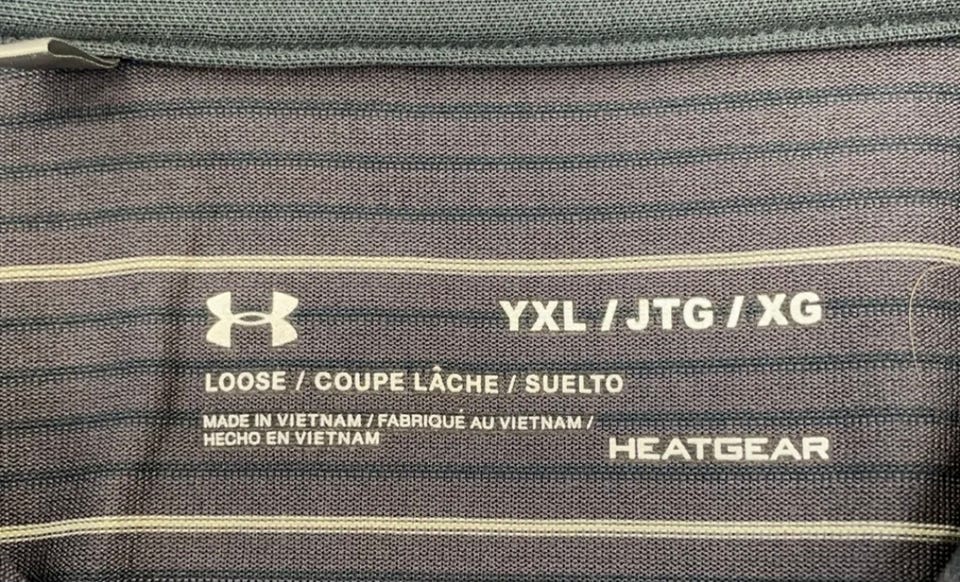 YXL / JTG / XG
LOOSE / COUPE LÂCHE / SUELTO
MADE IN VIETNAM / FABRIQUÉ AU VIETNAM /
HECHO EN VIETNAM
HEATGEAR